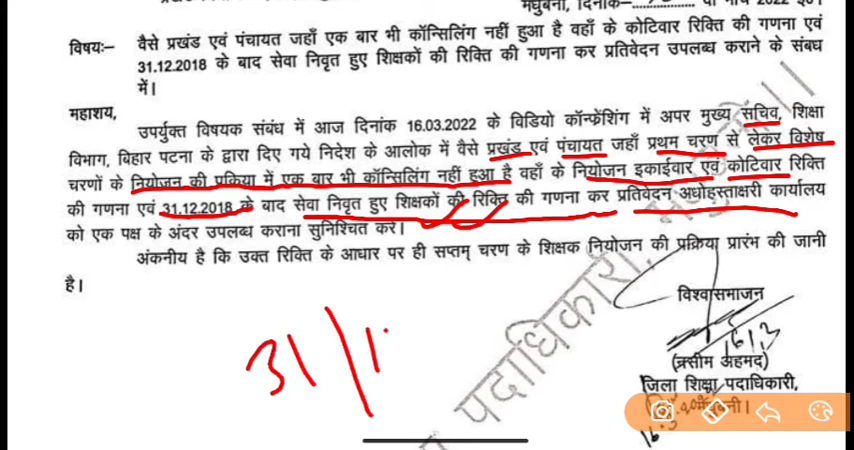 मधुबनी, दिनांक– मार्च 2022 ई०।
विषयः– वैसे प्रखंड एवं पंचायत जहाँ एक बार भी कॉन्सिलिंग नहीं हुआ है वहाँ के कोटिवार रिक्ति की गणना एवं
31.12.2018 के बाद सेवा निवृत हुए शिक्षकों की रिक्ति की गणना कर प्रतिवेदन उपलब्ध कराने के संबध
में।
महाशय,
उपर्युक्त विषयक संबंध में आज दिनांक 16.03.2022 के विडियो कॉन्फ्रेंशिंग में अपर मुख्य सचिव, शिक्षा
विभाग, बिहार पटना के द्वारा दिए गये निदेश के आलोक में वैसे प्रखंड एवं पंचायत जहाँ प्रथम चरण से लेकर विशेष
चरणों के नियोजन की प्रकिया में एक बार भी कॉन्सिलिंग नहीं हुआ है वहाँ के नियोजन इकाईवार एवं कोटिवार रिक्ति
की गणना एवं 31.12.2018 के बाद सेवा निवृत हुए शिक्षकों की रिक्ति की गणना कर प्रतिवेदन अधोहस्ताक्षरी कार्यालय
को एक पक्ष के अंदर उपलब्ध कराना सुनिश्चित करें।
अंकनीय है कि उक्त रिक्ति के आधार पर ही सप्तम् चरण के शिक्षक नियोजन की प्रक्रिया प्रारंभ की जानी
है।
विश्वासभाजन
16/3
(नसीम अहमद)
जिला शिक्षा पदाधिकारी,
मधुबनी।
31/1
पदाधिकारी,